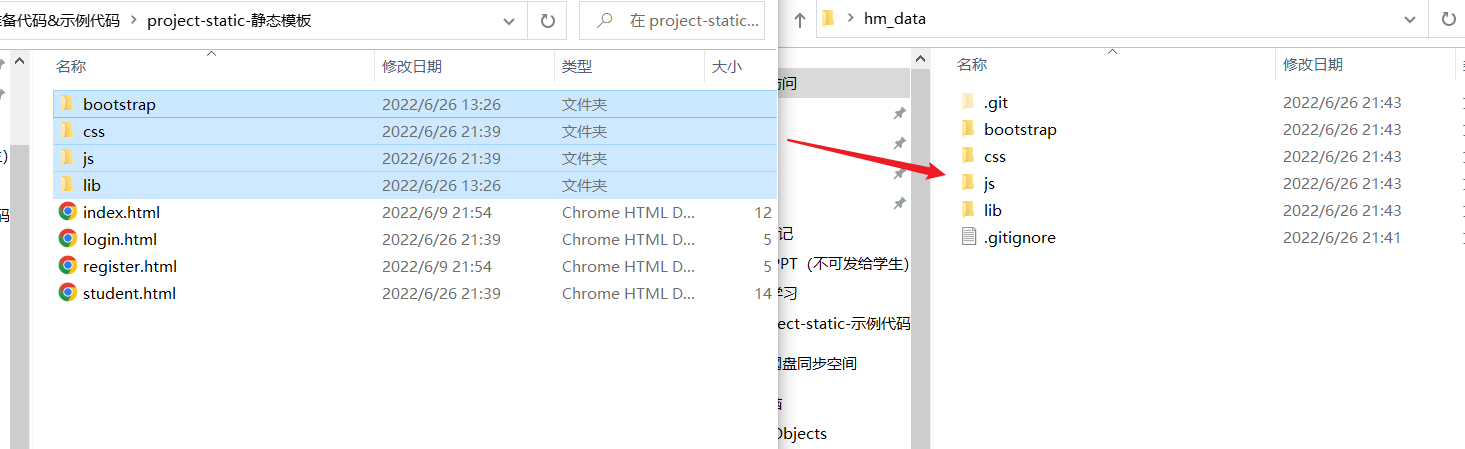 备代码&示例代码 > project-static-静态模板
在 project-static...
名称 修改日期 类型 大小
bootstrap 2022/6/26 13:26 文件夹
css 2022/6/26 21:39 文件夹
js 2022/6/26 21:39 文件夹
lib 2022/6/26 13:26 文件夹
index.html 2022/6/9 21:54 Chrome HTML D... 12
login.html 2022/6/26 21:39 Chrome HTML D... 5
register.html 2022/6/9 21:54 Chrome HTML D... 5
student.html 2022/6/26 21:39 Chrome HTML D... 14
hm_data
名称 修改日期
.git 2022/6/26 21:43
bootstrap 2022/6/26 21:43
css 2022/6/26 21:43
js 2022/6/26 21:43
lib 2022/6/26 21:43
.gitignore 2022/6/26 21:41
访问
记
PPT（不可发给学生)
学习
ect-static-示例代码
网盘同步空间
Objects